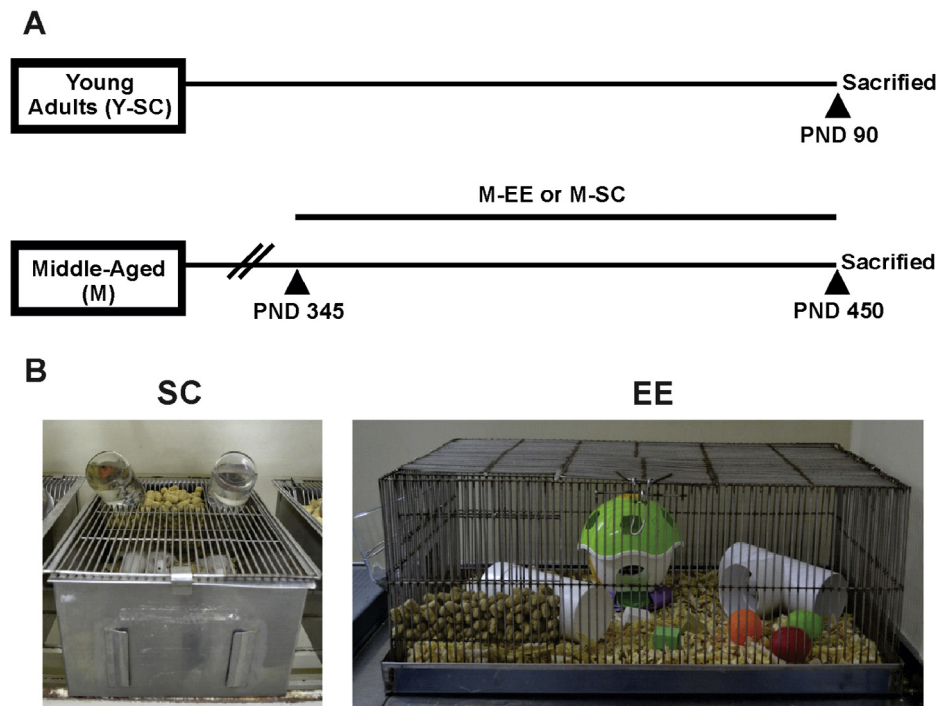 A
Young
Adults (Y-SC)
Sacrified
PND 90
M-EE or M-SC
Middle-Aged
(M)
Sacrified
PND 345
PND 450
B
SC
EE